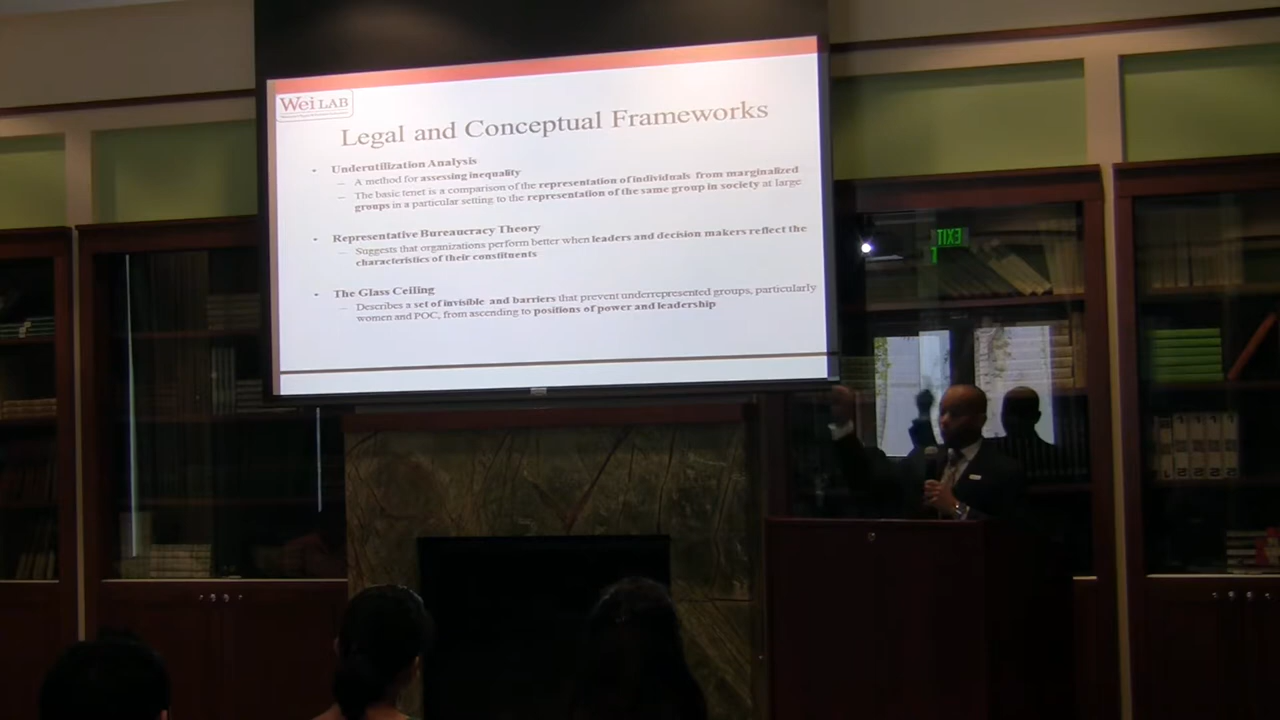 Wei LAB
Legal and Conceptual Frameworks
• Underutilization Analysis
— A method for assessing inequality
— The basic tenet is a comparison of the representation of individuals from marginalized
groups in a particular setting to the representation of the same group in society at large
• Representative Bureaucracy Theory
— Suggests that organizations perform better when leaders and decision makers reflect the
characteristics of their constituents
• The Glass Ceiling
— Describes a set of invisible and barriers that prevent underrepresented groups, particularly
women and POC, from ascending to positions of power and leadership
EXIT